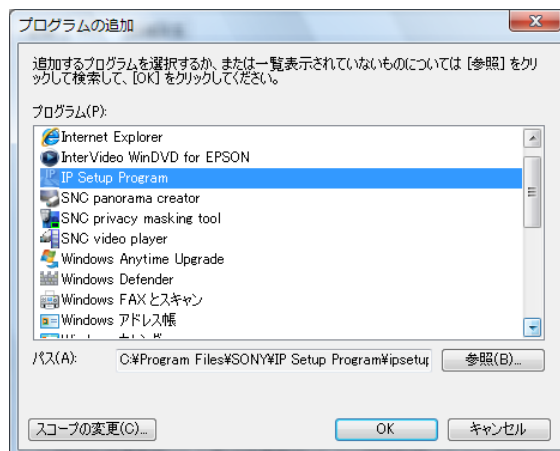 プログラムの追加
追加するプログラムを選択するか、または一覧表示されていないものについては [参照] をクリ
ックして検索して、[OK] をクリックしてください。
プログラム(P):
Internet Explorer
InterVideo WinDVD for EPSON
IP Setup Program
SNC panorama creator
SNC privacy masking tool
SNC video player
Windows Anytime Upgrade
Windows Defender
Windows FAX とスキャン
Windows アドレス帳
パス(A):
C:¥Program Files¥SONY¥IP Setup Program¥ipsetup
参照(B)...
スコープの変更(C)...
OK
キャンセル